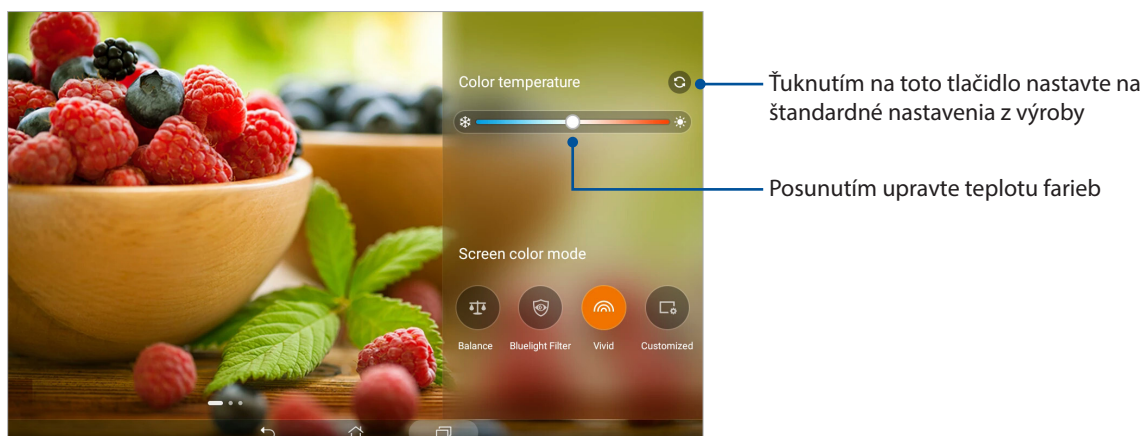 Color temperature
Ťuknutím na toto tlačidlo nastavte na
štandardné nastavenia z výroby
Posunutím upravte teplotu farieb
Screen color mode
Balance
Bluelight Filter
Vivid
Customized